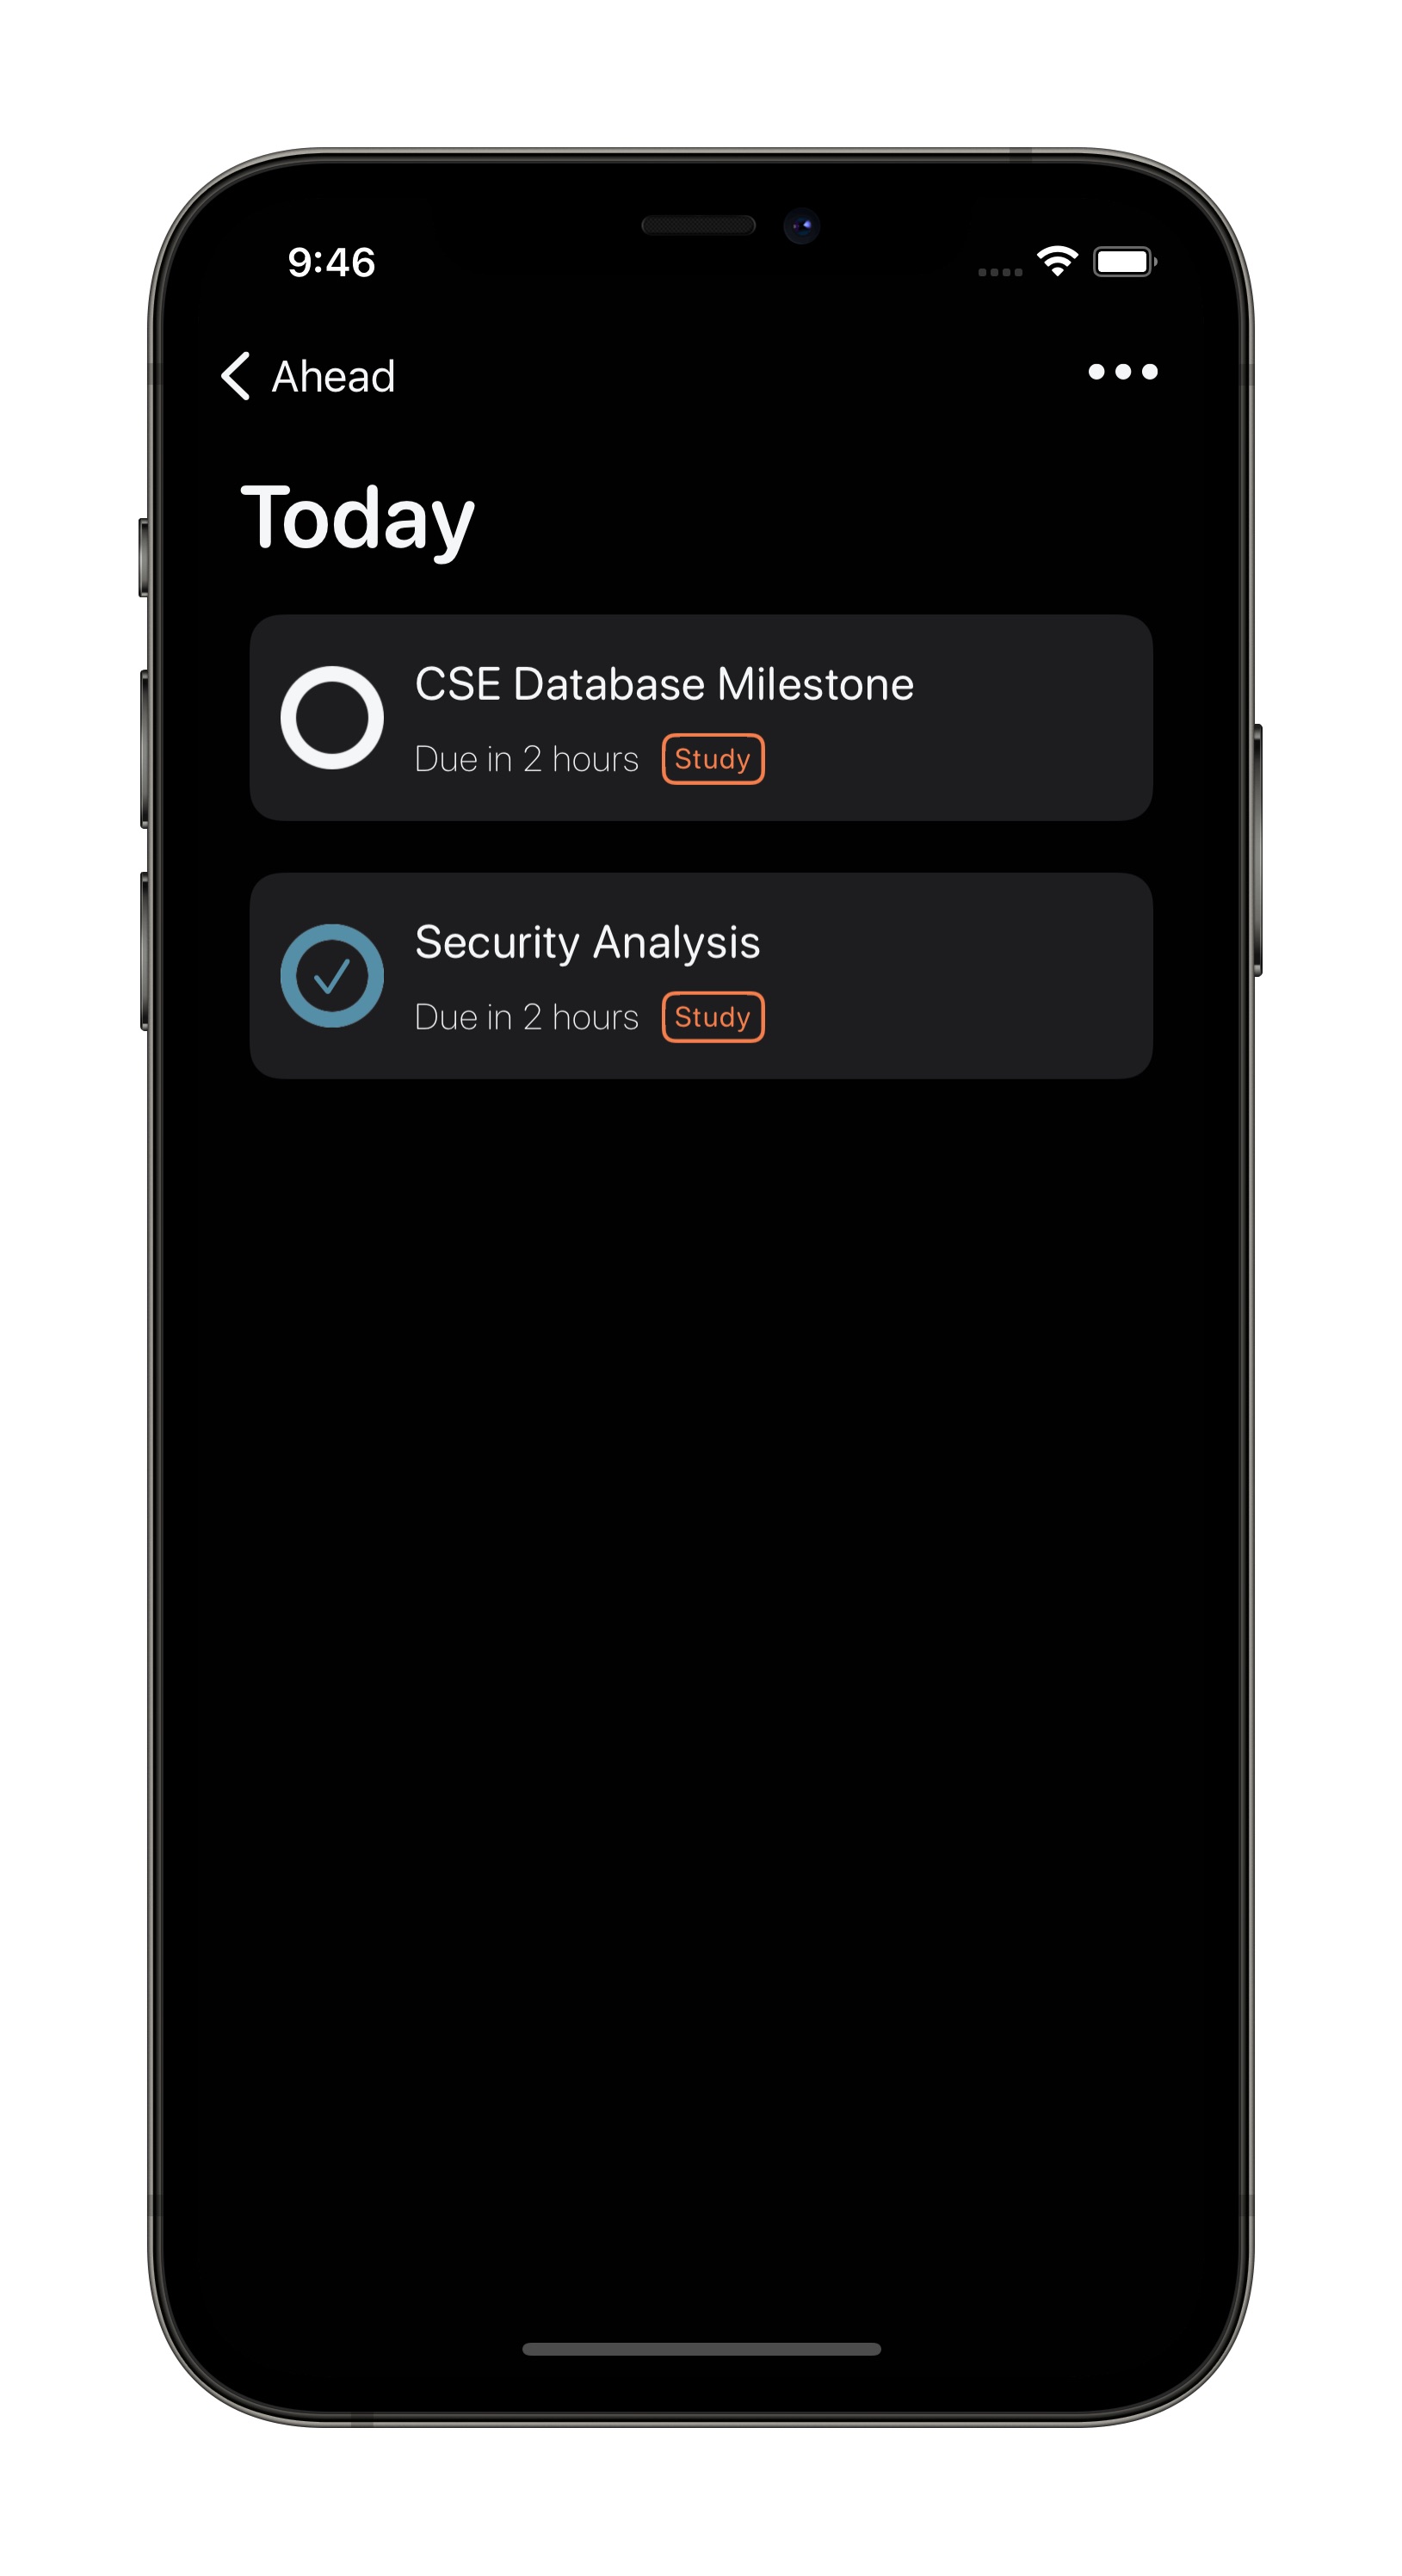 9:46
Ahead
Today
CSE Database Milestone
Due in 2 hours Study
Security Analysis
Due in 2 hours Study